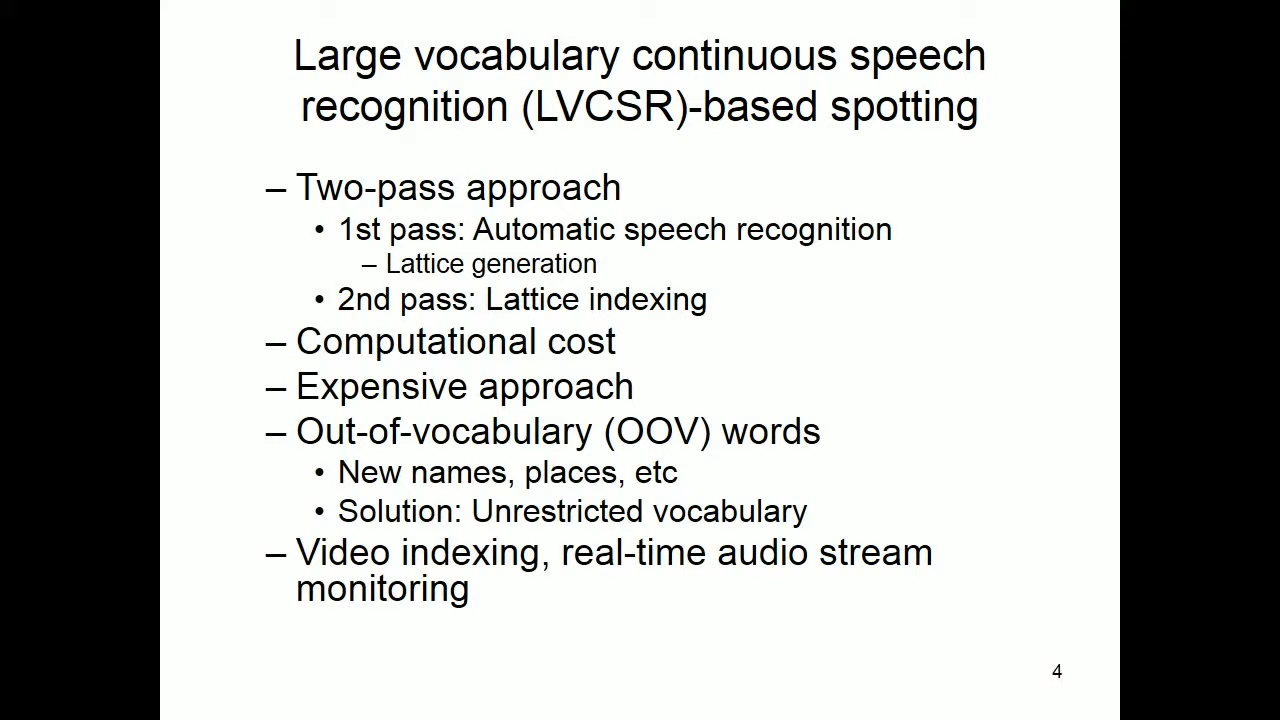 Large vocabulary continuous speech
recognition (LVCSR)-based spotting
– Two-pass approach
• 1st pass: Automatic speech recognition
– Lattice generation
• 2nd pass: Lattice indexing
– Computational cost
– Expensive approach
– Out-of-vocabulary (OOV) words
• New names, places, etc
• Solution: Unrestricted vocabulary
– Video indexing, real-time audio stream
monitoring
4